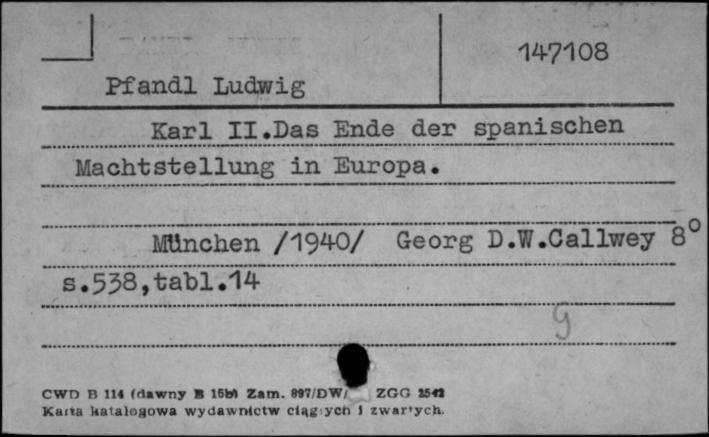 147108
Pfandl Ludwig
Karl II.Das Ende der spanischen
Machtstellung in Europa.
München /1940/ Georg D.W.Callwey 8°
s.538,tabl.14
g
CWD B 114 (dawny B 15b) Zam. 897/DW/ ZGG 2542
Karta katalogowa wydawnictw ciągłych i zwartych.